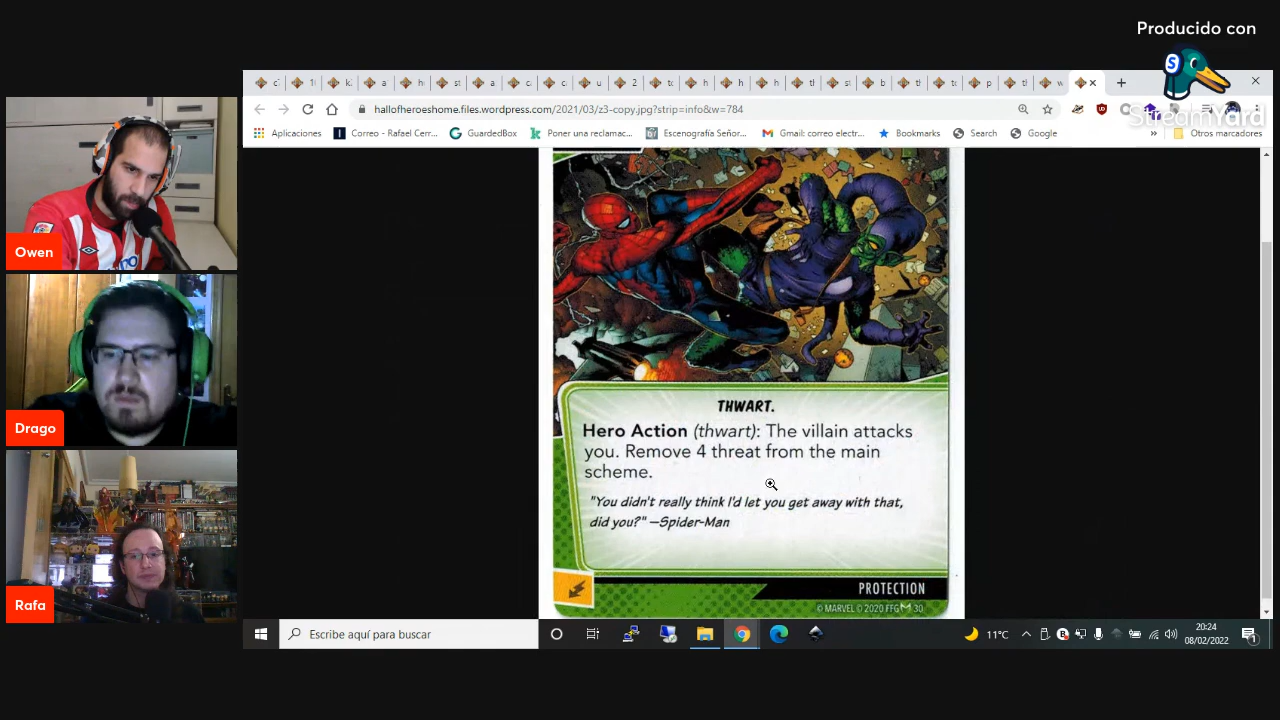 Producido con
S
StreamYard
hallofheroeshome.files.wordpress.com/2021/03/z3-copy.jpg?strip=info&w=784
Aplicaciones
Correo - Rafael Cerr...
GuardedBox
Poner una reclamac...
Escenografía Señor...
Gmail: correo electr...
Bookmarks
Search
Google
»
Otros marcadores
Owen
Drago
Rafa
THWART.
Hero Action (thwart): The villain attacks
you. Remove 4 threat from the main
scheme.
"You didn't really think I'd let you get away with that,
did you?" —Spider-Man
PROTECTION
© MARVEL © 2020 FFG 30
Escribe aquí para buscar
11°C
20:24
08/02/2022
1